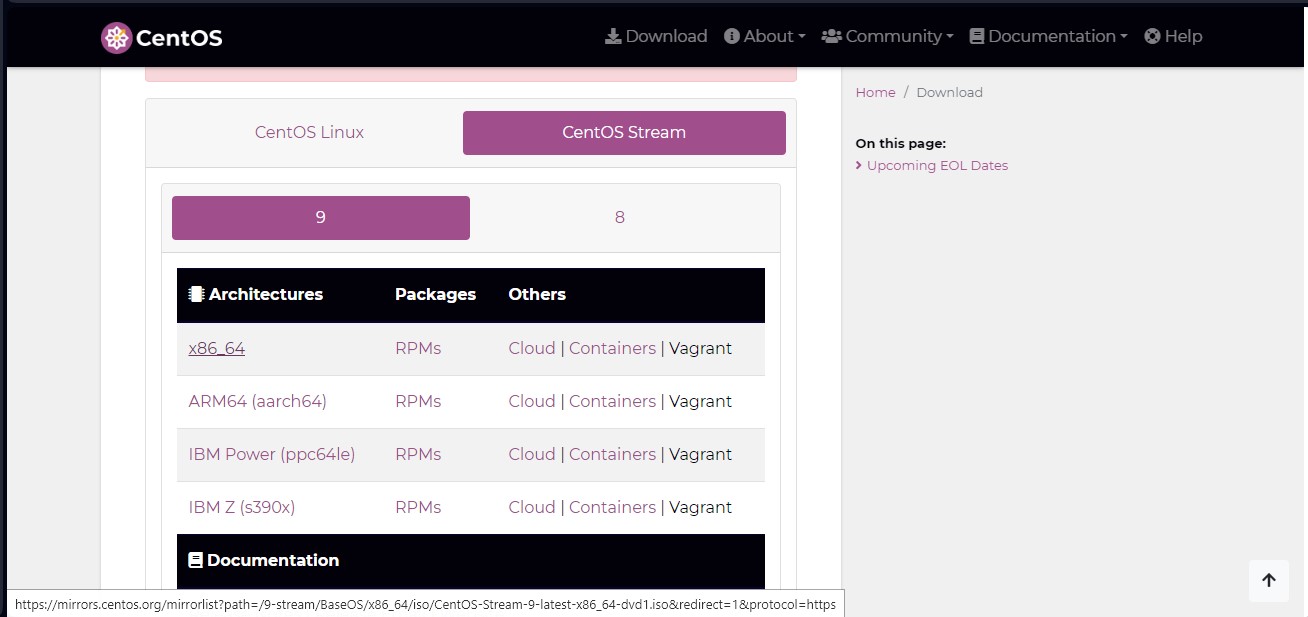 CentOS
Download About Community Documentation Help
Home / Download
On this page:
Upcoming EOL Dates
CentOS Linux CentOS Stream
9 8
Architectures Packages Others
x86_64 RPMs Cloud | Containers | Vagrant
ARM64 (aarch64) RPMs Cloud | Containers | Vagrant
IBM Power (ppc64le) RPMs Cloud | Containers | Vagrant
IBM Z (s390x) RPMs Cloud | Containers | Vagrant
Documentation
https://mirrors.centos.org/mirrorlist?path=/9-stream/BaseOS/x86_64/iso/CentOS-Stream-9-latest-x86_64-dvd1.iso&redirect=1&protocol=https